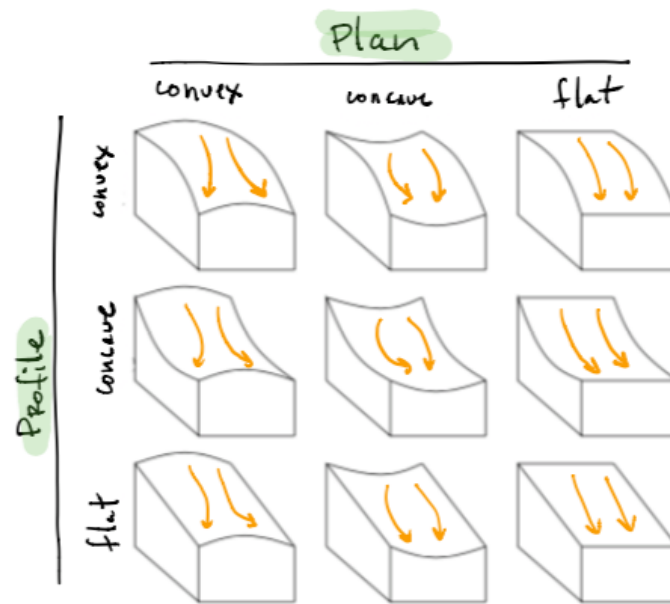 Plan
convex concave flat
Profile
convex
concave
flat